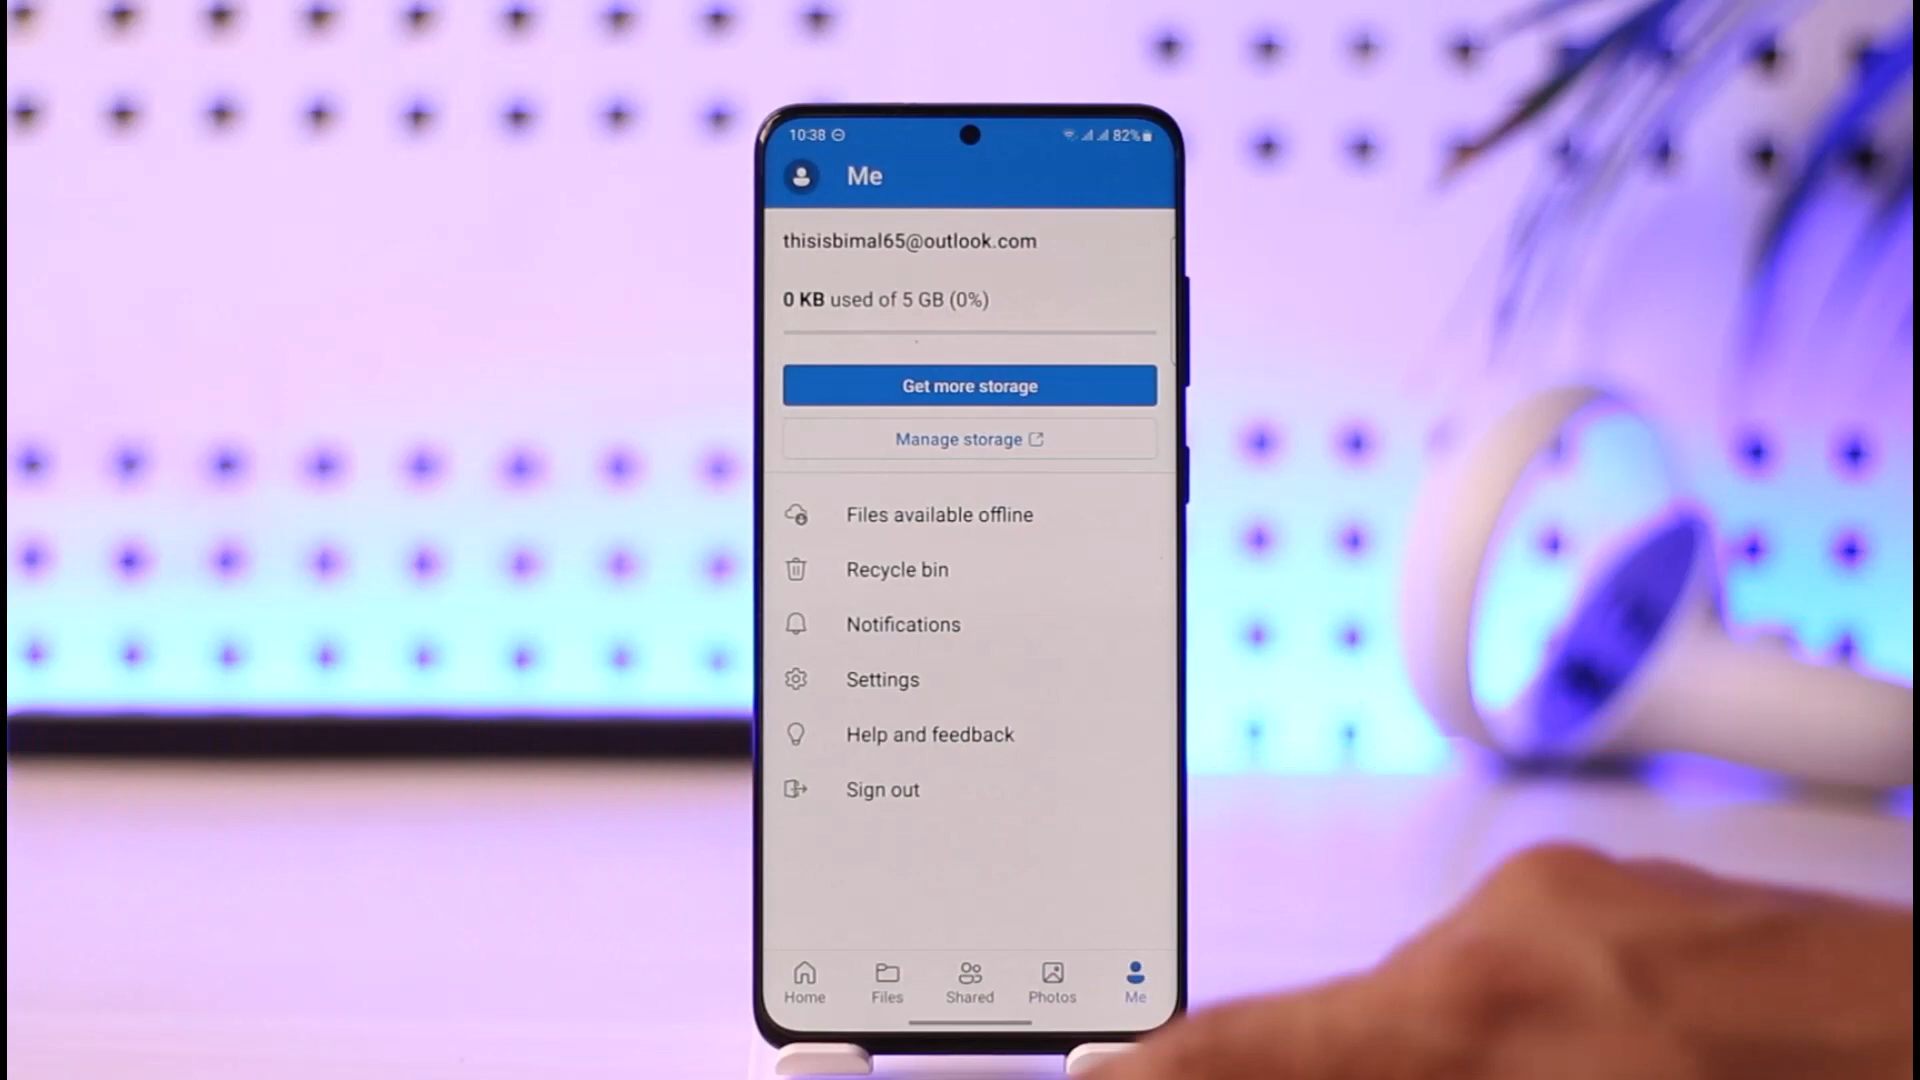 10:38
82%
Me
thisisbimal65@outlook.com
0 KB used of 5 GB (0%)
Get more storage
Manage storage
Files available offline
Recycle bin
Notifications
Settings
Help and feedback
Sign out
Home Files Shared Photos Me